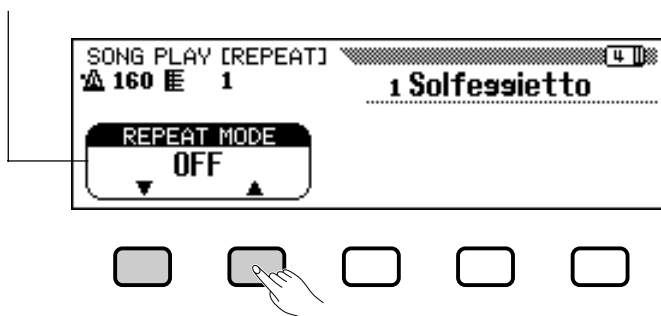 SONG PLAY [REPEAT]
4
160 1
1 Solfeggietto
REPEAT MODE
OFF
▼ ▲